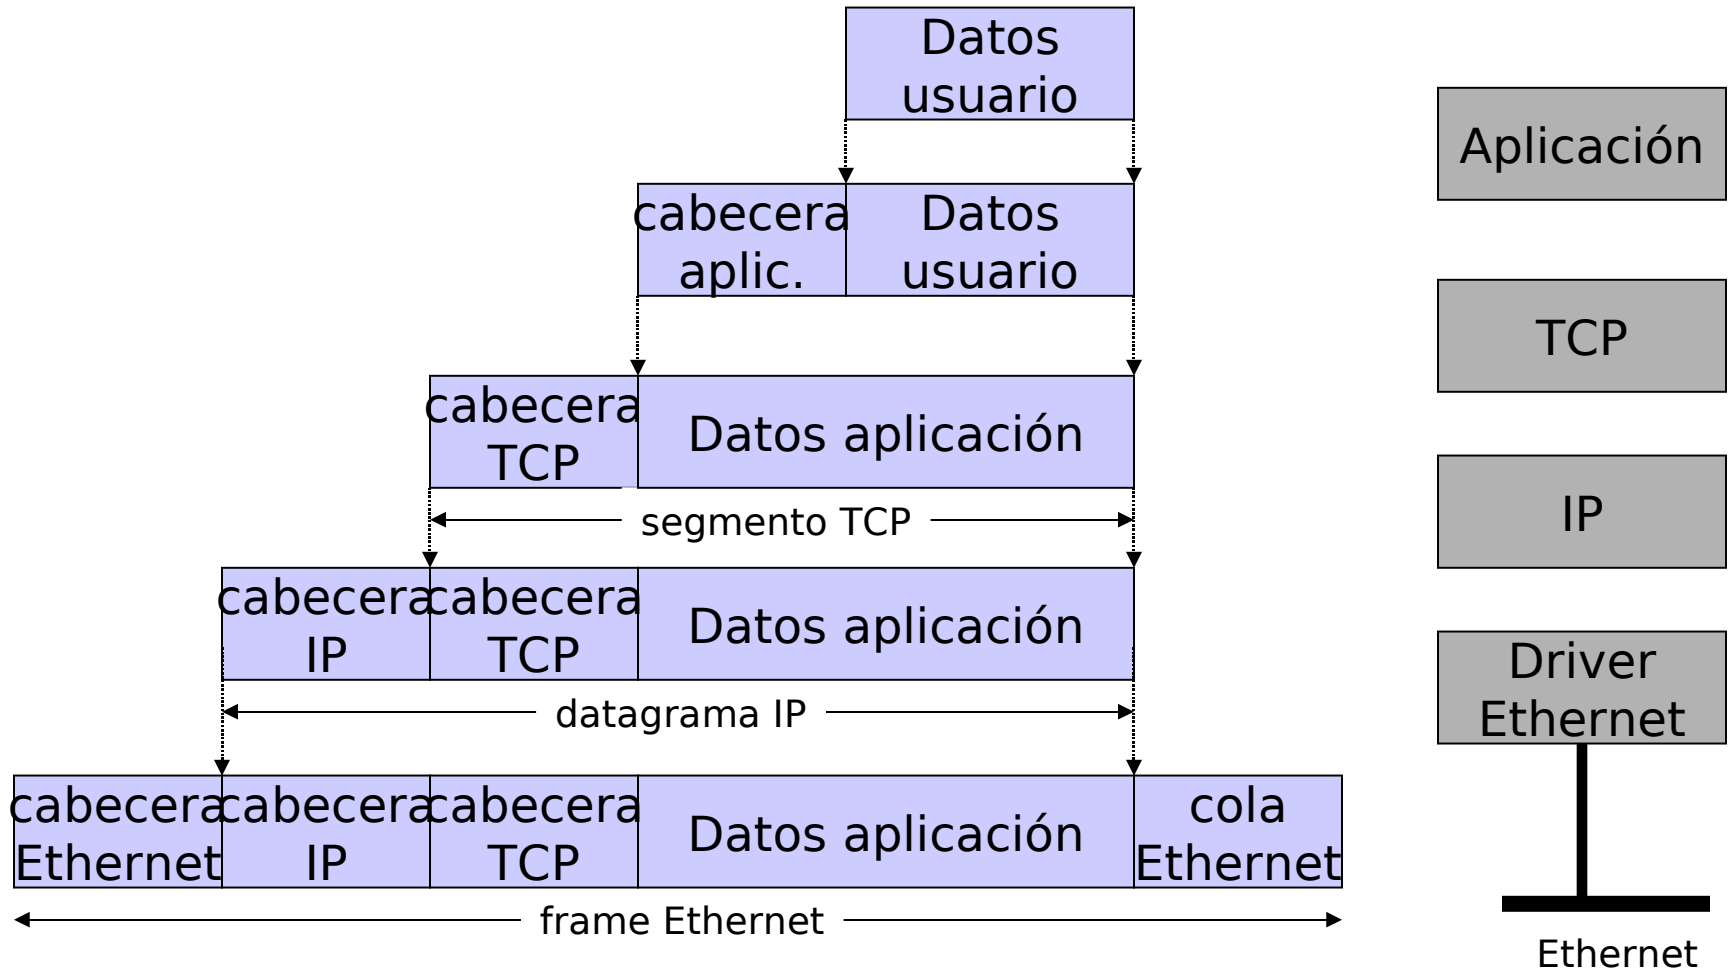 Datos
usuario
Aplicación
cabecera
aplic.
Datos
usuario
TCP
cabecera
TCP
Datos aplicación
segmento TCP
IP
cabecera
IP
cabecera
TCP
Datos aplicación
datagrama IP
Driver
Ethernet
cabecera
Ethernet
cabecera
IP
cabecera
TCP
Datos aplicación
cola
Ethernet
frame Ethernet
Ethernet